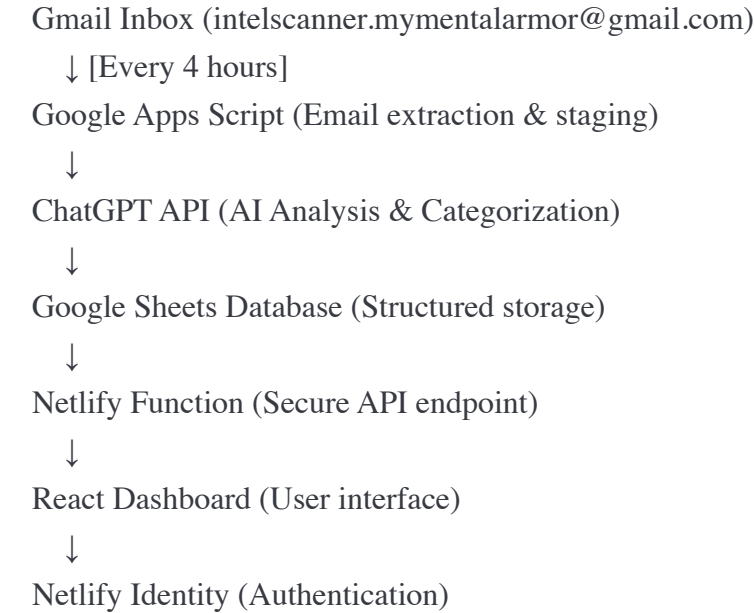 Gmail Inbox (intelscanner.mymentalarmor@gmail.com)
↓ [Every 4 hours]
Google Apps Script (Email extraction & staging)
↓
ChatGPT API (AI Analysis & Categorization)
↓
Google Sheets Database (Structured storage)
↓
Netlify Function (Secure API endpoint)
↓
React Dashboard (User interface)
↓
Netlify Identity (Authentication)